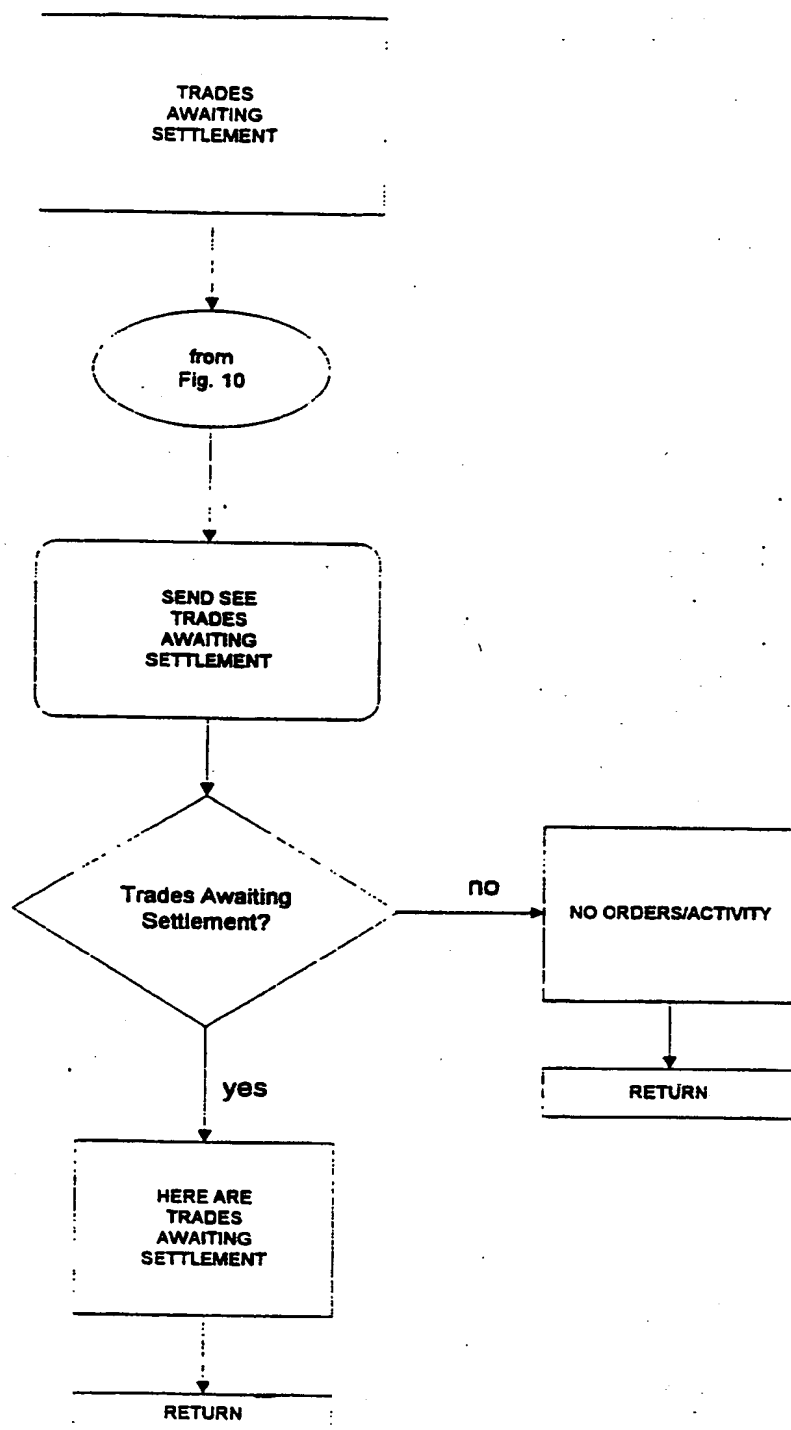 TRADES
AWAITING
SETTLEMENT
from
Fig. 10
SEND SEE
TRADES
AWAITING
SETTLEMENT
Trades Awaiting
Settlement?
no
NO ORDERS/ACTIVITY
RETURN
yes
HERE ARE
TRADES
AWAITING
SETTLEMENT
RETURN